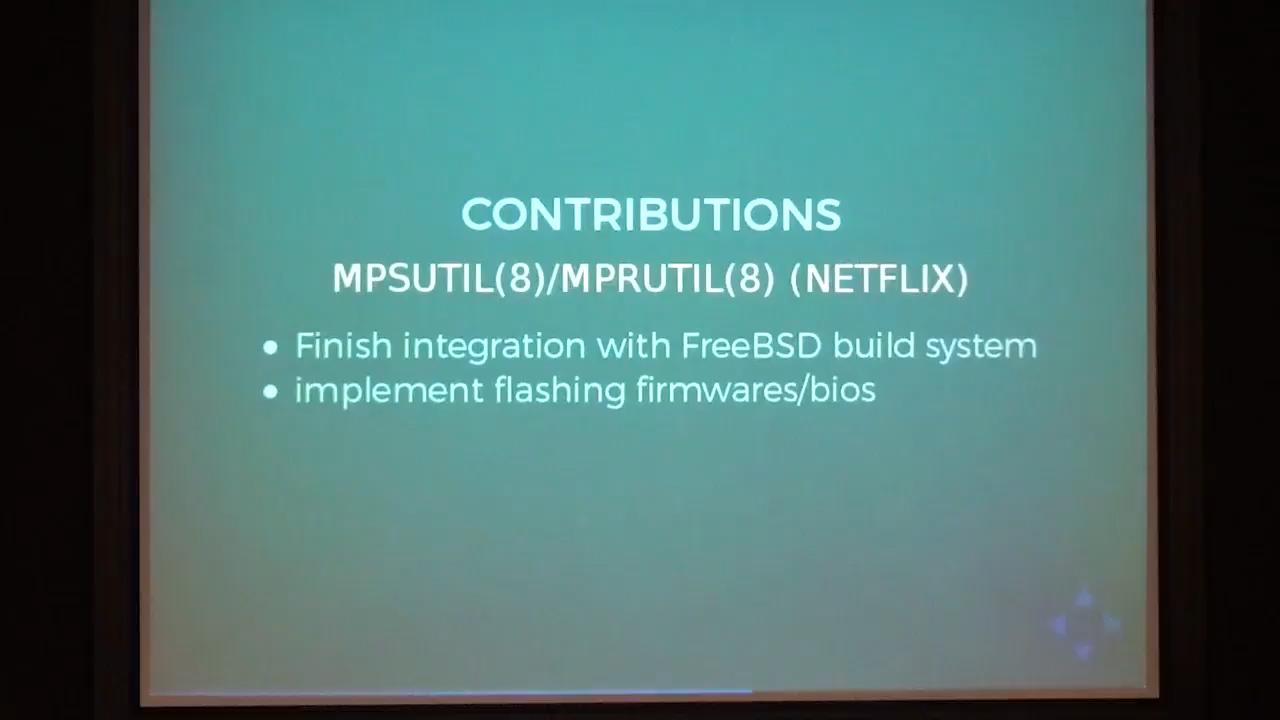 CONTRIBUTIONS
MPSUTIL(8)/MPRUTIL(8) (NETFLIX)
• Finish integration with FreeBSD build system
• implement flashing firmwares/bios